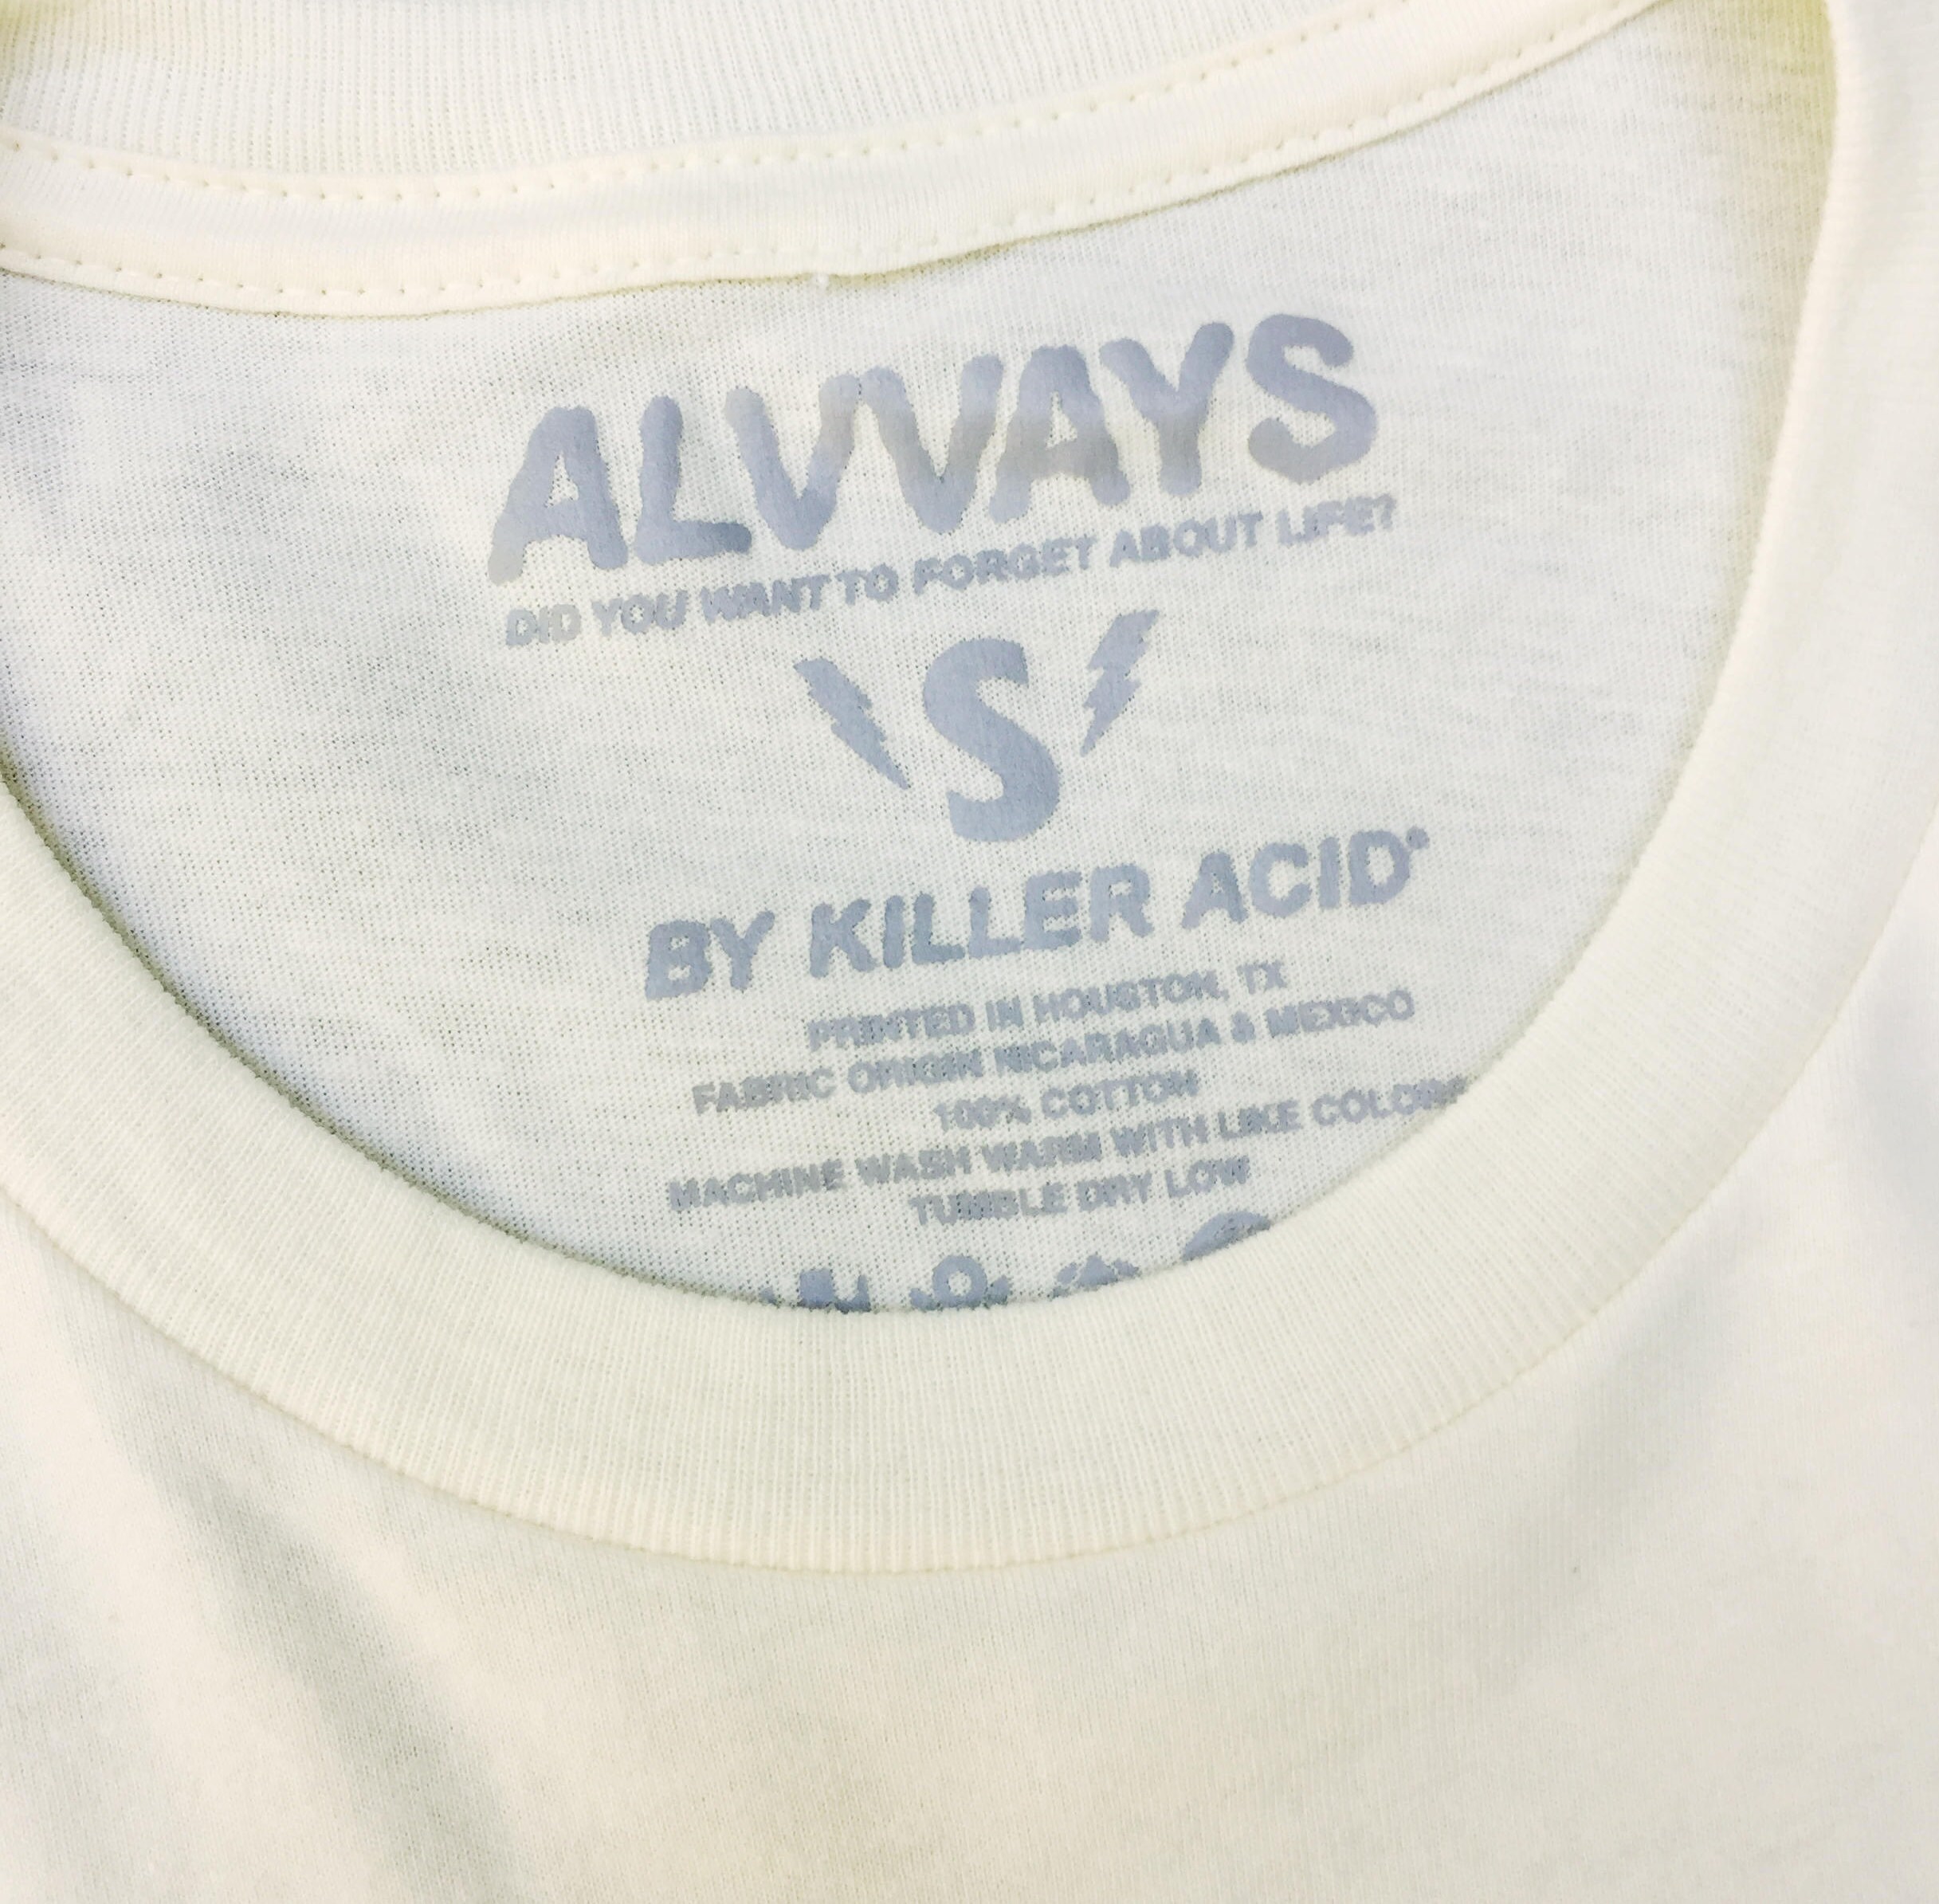 ALVVAYS
DID YOU WANT TO FORGET ABOUT LIFE?
S
BY KILLER ACID
PRINTED IN HOUSTON, TX
FABRIC ORIGIN NICARAGUA & MEXICO
100% COTTON
MACHINE WASH WARM WITH LIKE COLORS
TUMBLE DRY LOW